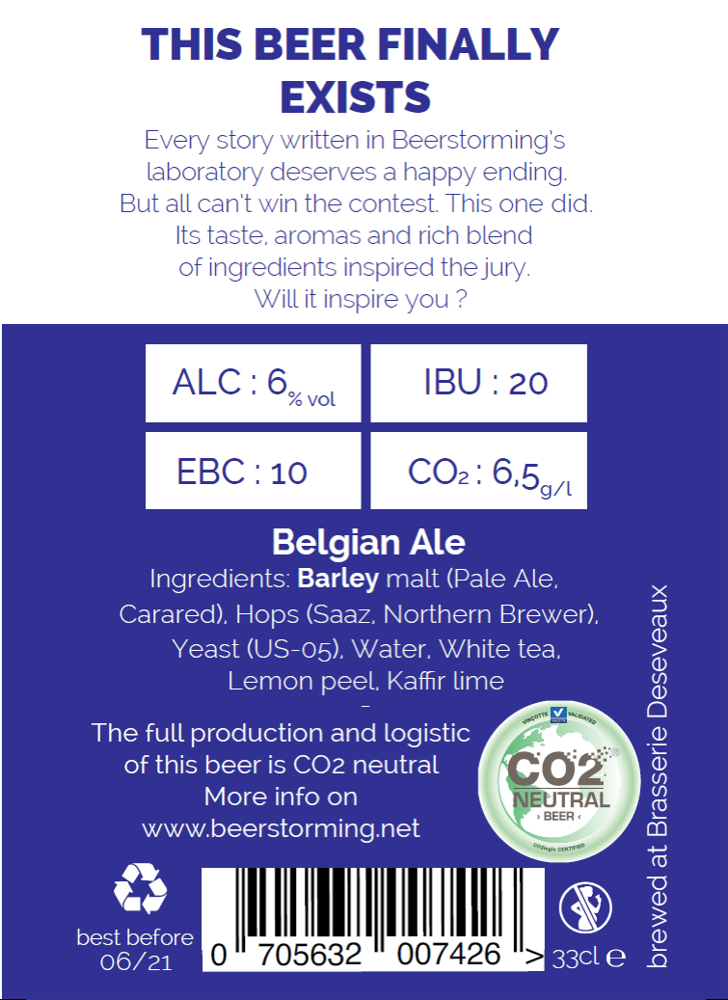 THIS BEER FINALLY
EXISTS
Every story written in Beerstorming's
laboratory deserves a happy ending.
But all can't win the contest. This one did.
Its taste, aromas and rich blend
of ingredients inspired the jury.
Will it inspire you ?
ALC : 6% vol
IBU : 20
EBC : 10
CO₂ : 6,5g/l
Belgian Ale
Ingredients: Barley malt (Pale Ale,
Carared), Hops (Saaz, Northern Brewer),
Yeast (US-05), Water, White tea,
Lemon peel, Kaffir lime
-
The full production and logistic
of this beer is CO2 neutral
More info on
www.beerstorming.net
VINÇOTTE VALIDATED
CO2®
NEUTRAL
› BEER ‹
CO2logic CERTIFIED
brewed at Brasserie Deseveaux
best before
06/21
0 705632 007426 >
33cl ℮